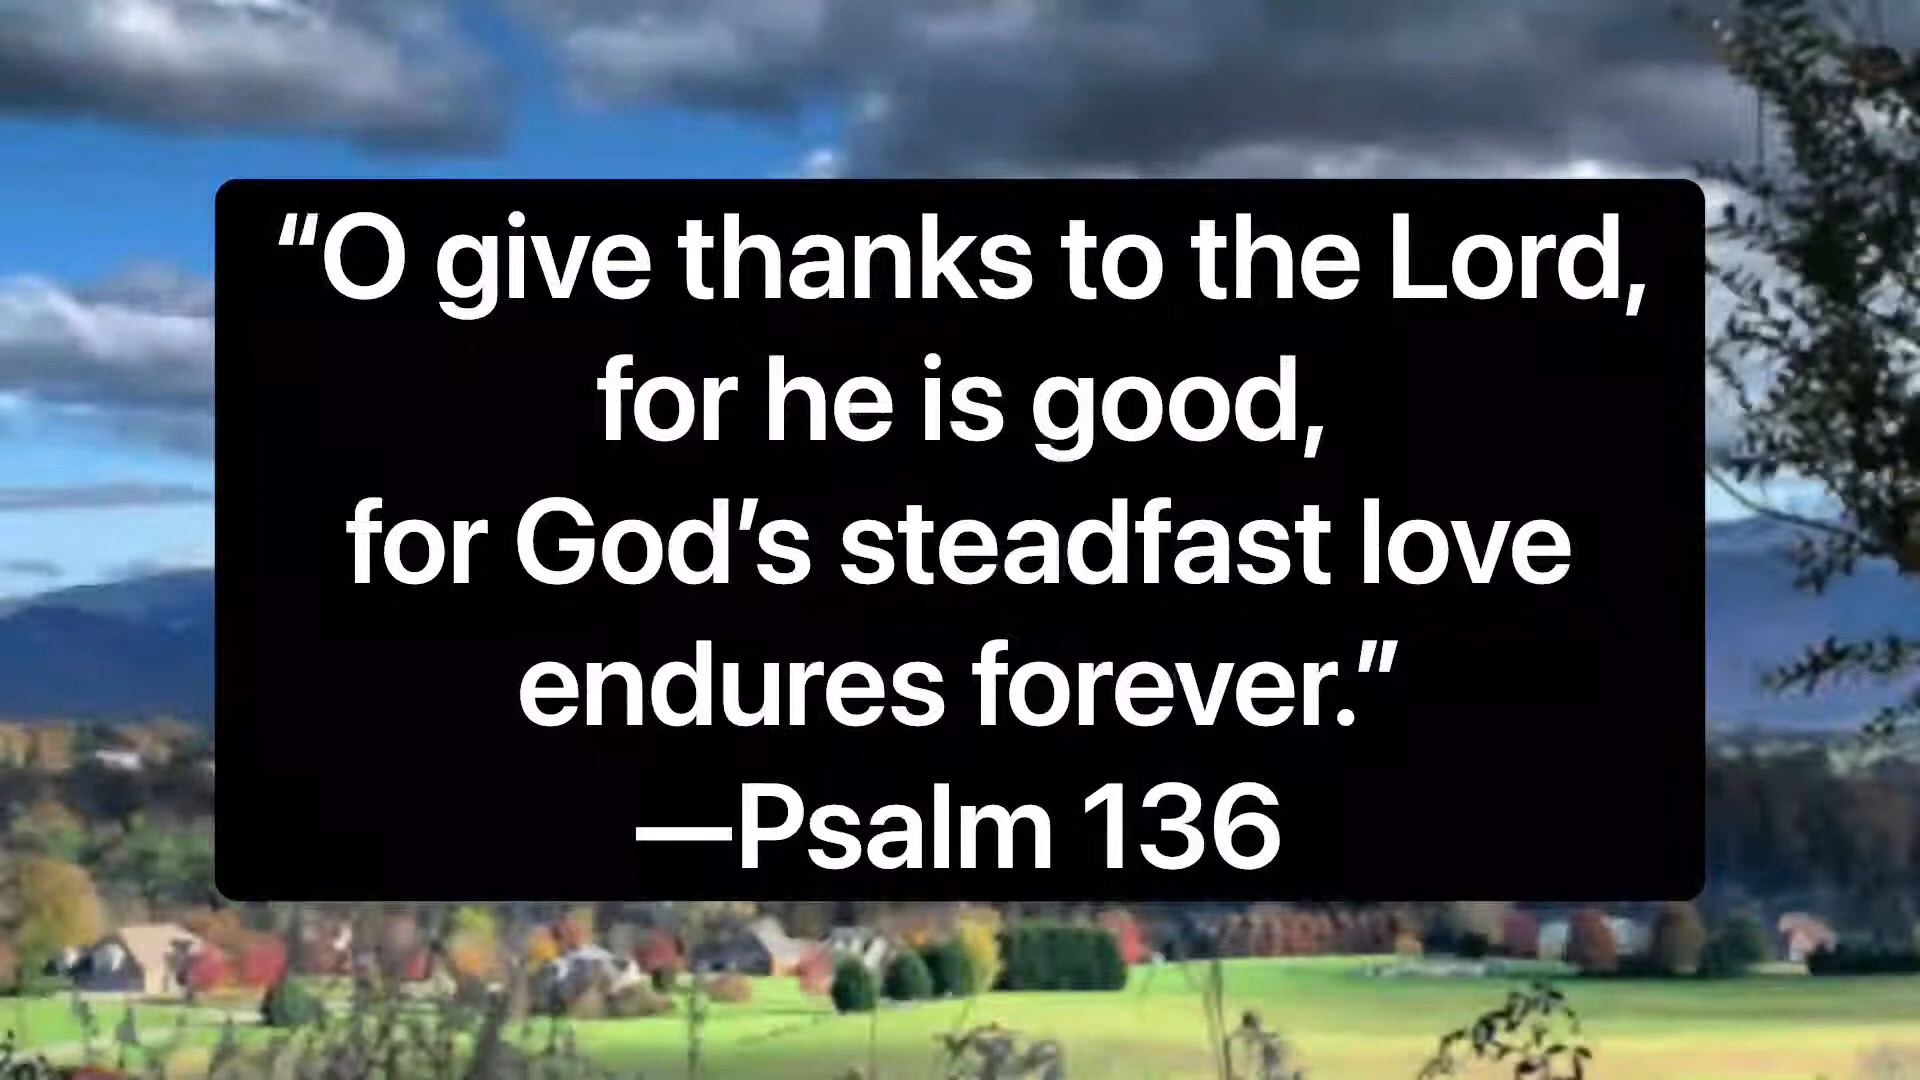 “O give thanks to the Lord,
for he is good,
for God’s steadfast love
endures forever.”
—Psalm 136